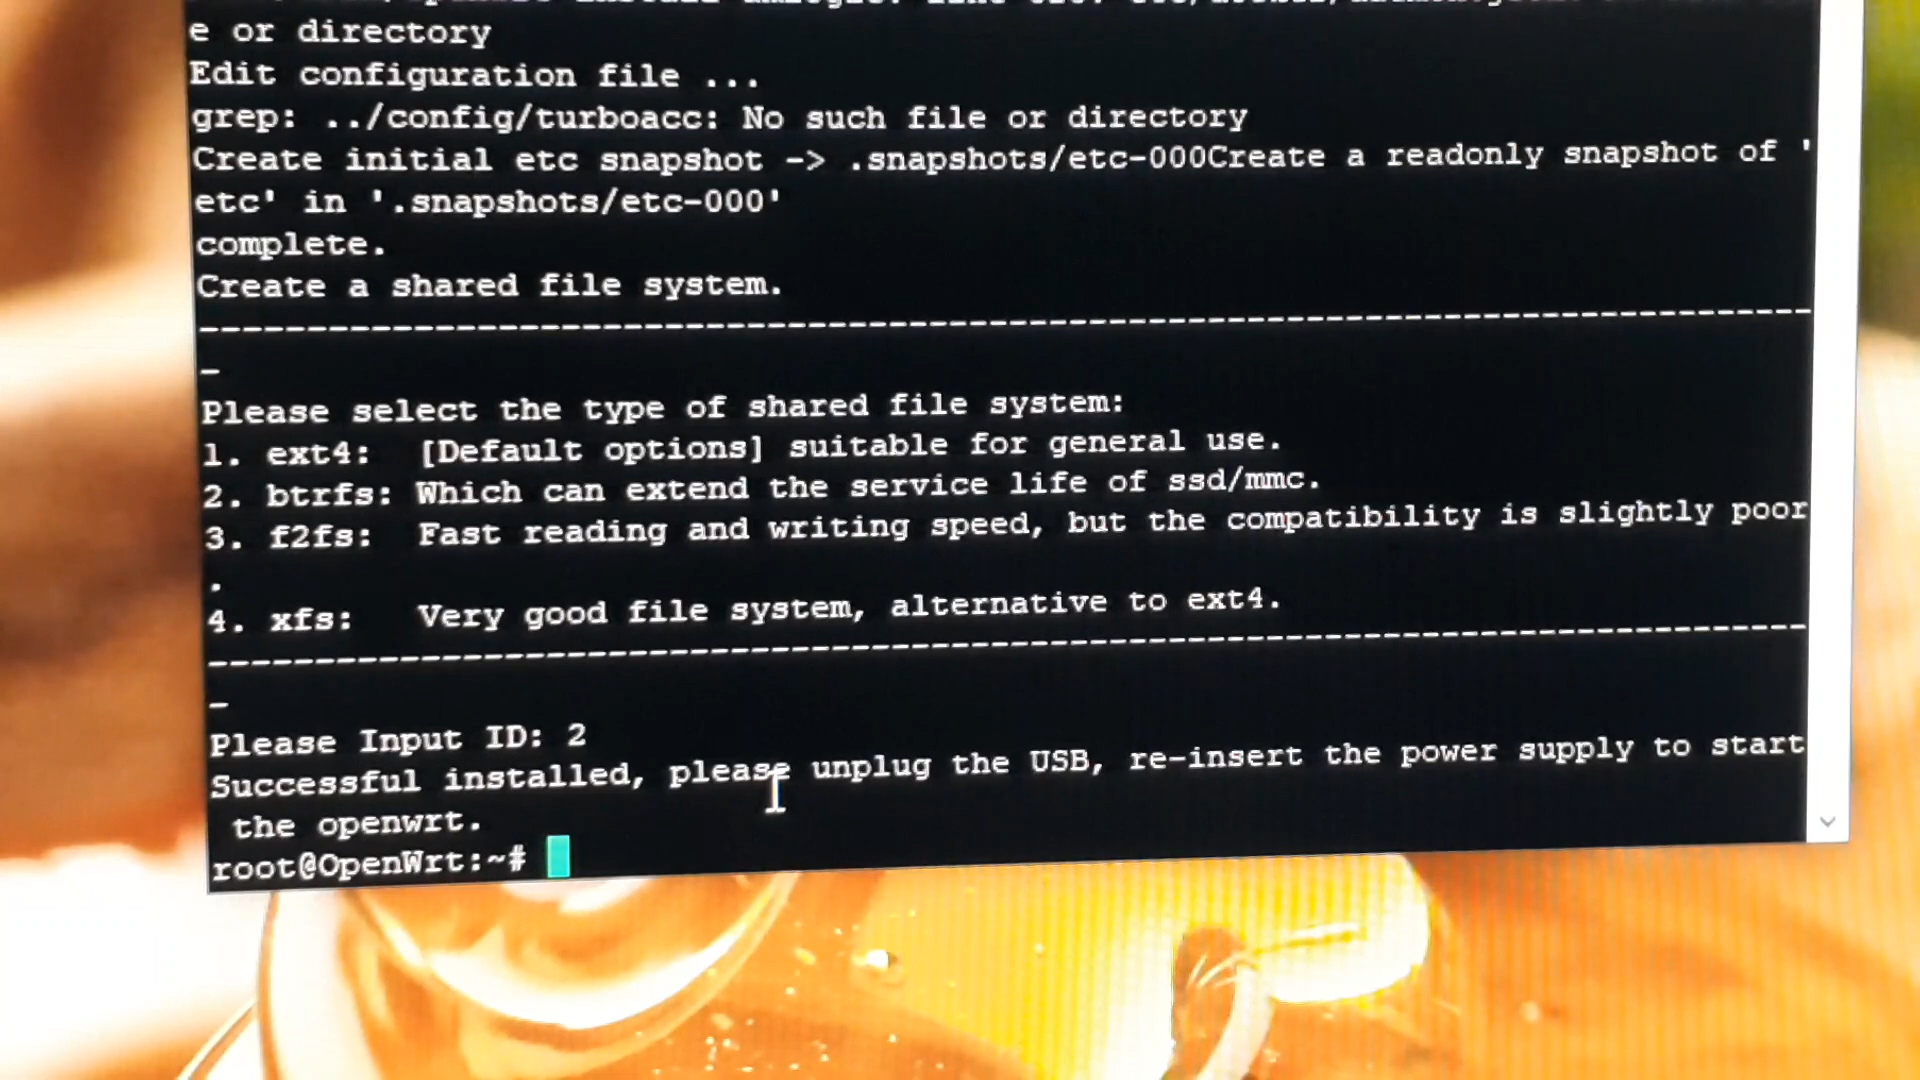 e or directory
Edit configuration file ...
grep: ../config/turboacc: No such file or directory
Create initial etc snapshot -> .snapshots/etc-000Create a readonly snapshot of '
etc' in '.snapshots/etc-000'
complete.
Create a shared file system.
--------------------------------------------------------------------------------
-
Please select the type of shared file system:
1. ext4:  [Default options] suitable for general use.
2. btrfs: Which can extend the service life of ssd/mmc.
3. f2fs:  Fast reading and writing speed, but the compatibility is slightly poor
.
4. xfs:   Very good file system, alternative to ext4.
--------------------------------------------------------------------------------
-
Please Input ID: 2
Successful installed, please unplug the USB, re-insert the power supply to start
 the openwrt.
root@OpenWrt:~#